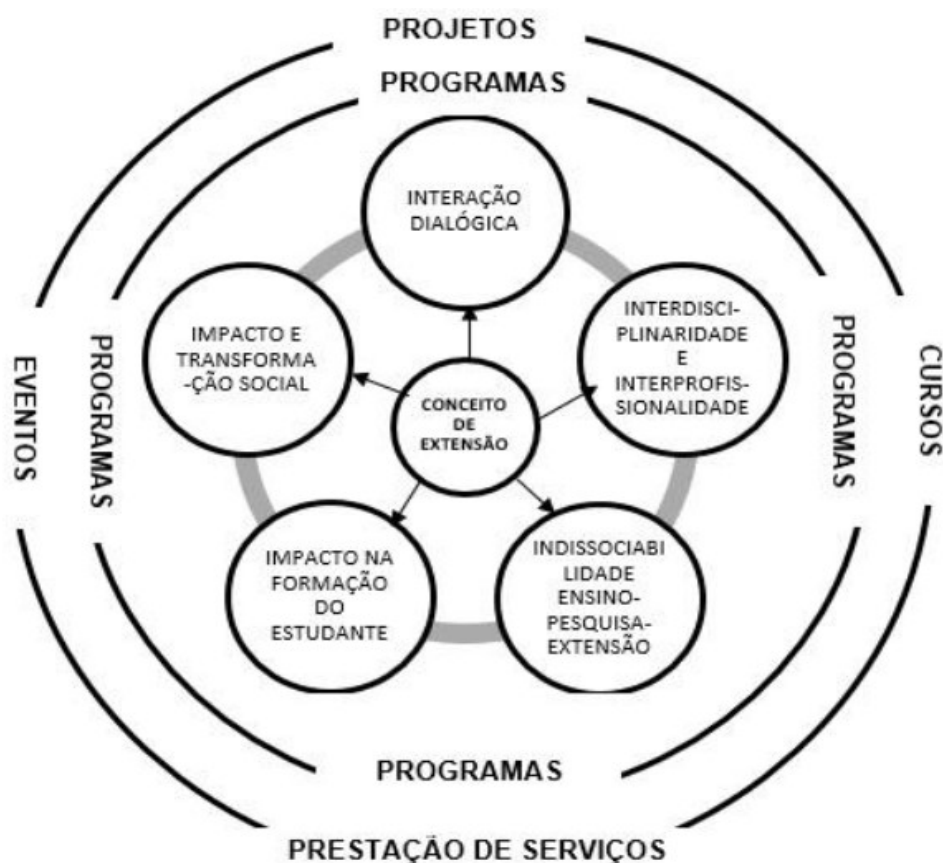 PROJETOS
PROGRAMAS
INTERAÇÃO
DIALÓGICA
IMPACTO E
TRANSFORMA
-ÇÃO SOCIAL
INTERDISCI-
PLINARIDADE
E
INTERPROFIS-
SIONALIDADE
CONCEITO
DE
EXTENSÃO
EVENTOS
PROGRAMAS
PROGRAMAS
CURSOS
IMPACTO NA
FORMAÇÃO
DO
ESTUDANTE
INDISSOCIABI
LIDADE
ENSINO-
PESQUISA-
EXTENSÃO
PROGRAMAS
PRESTAÇÃO DE SERVIÇOS